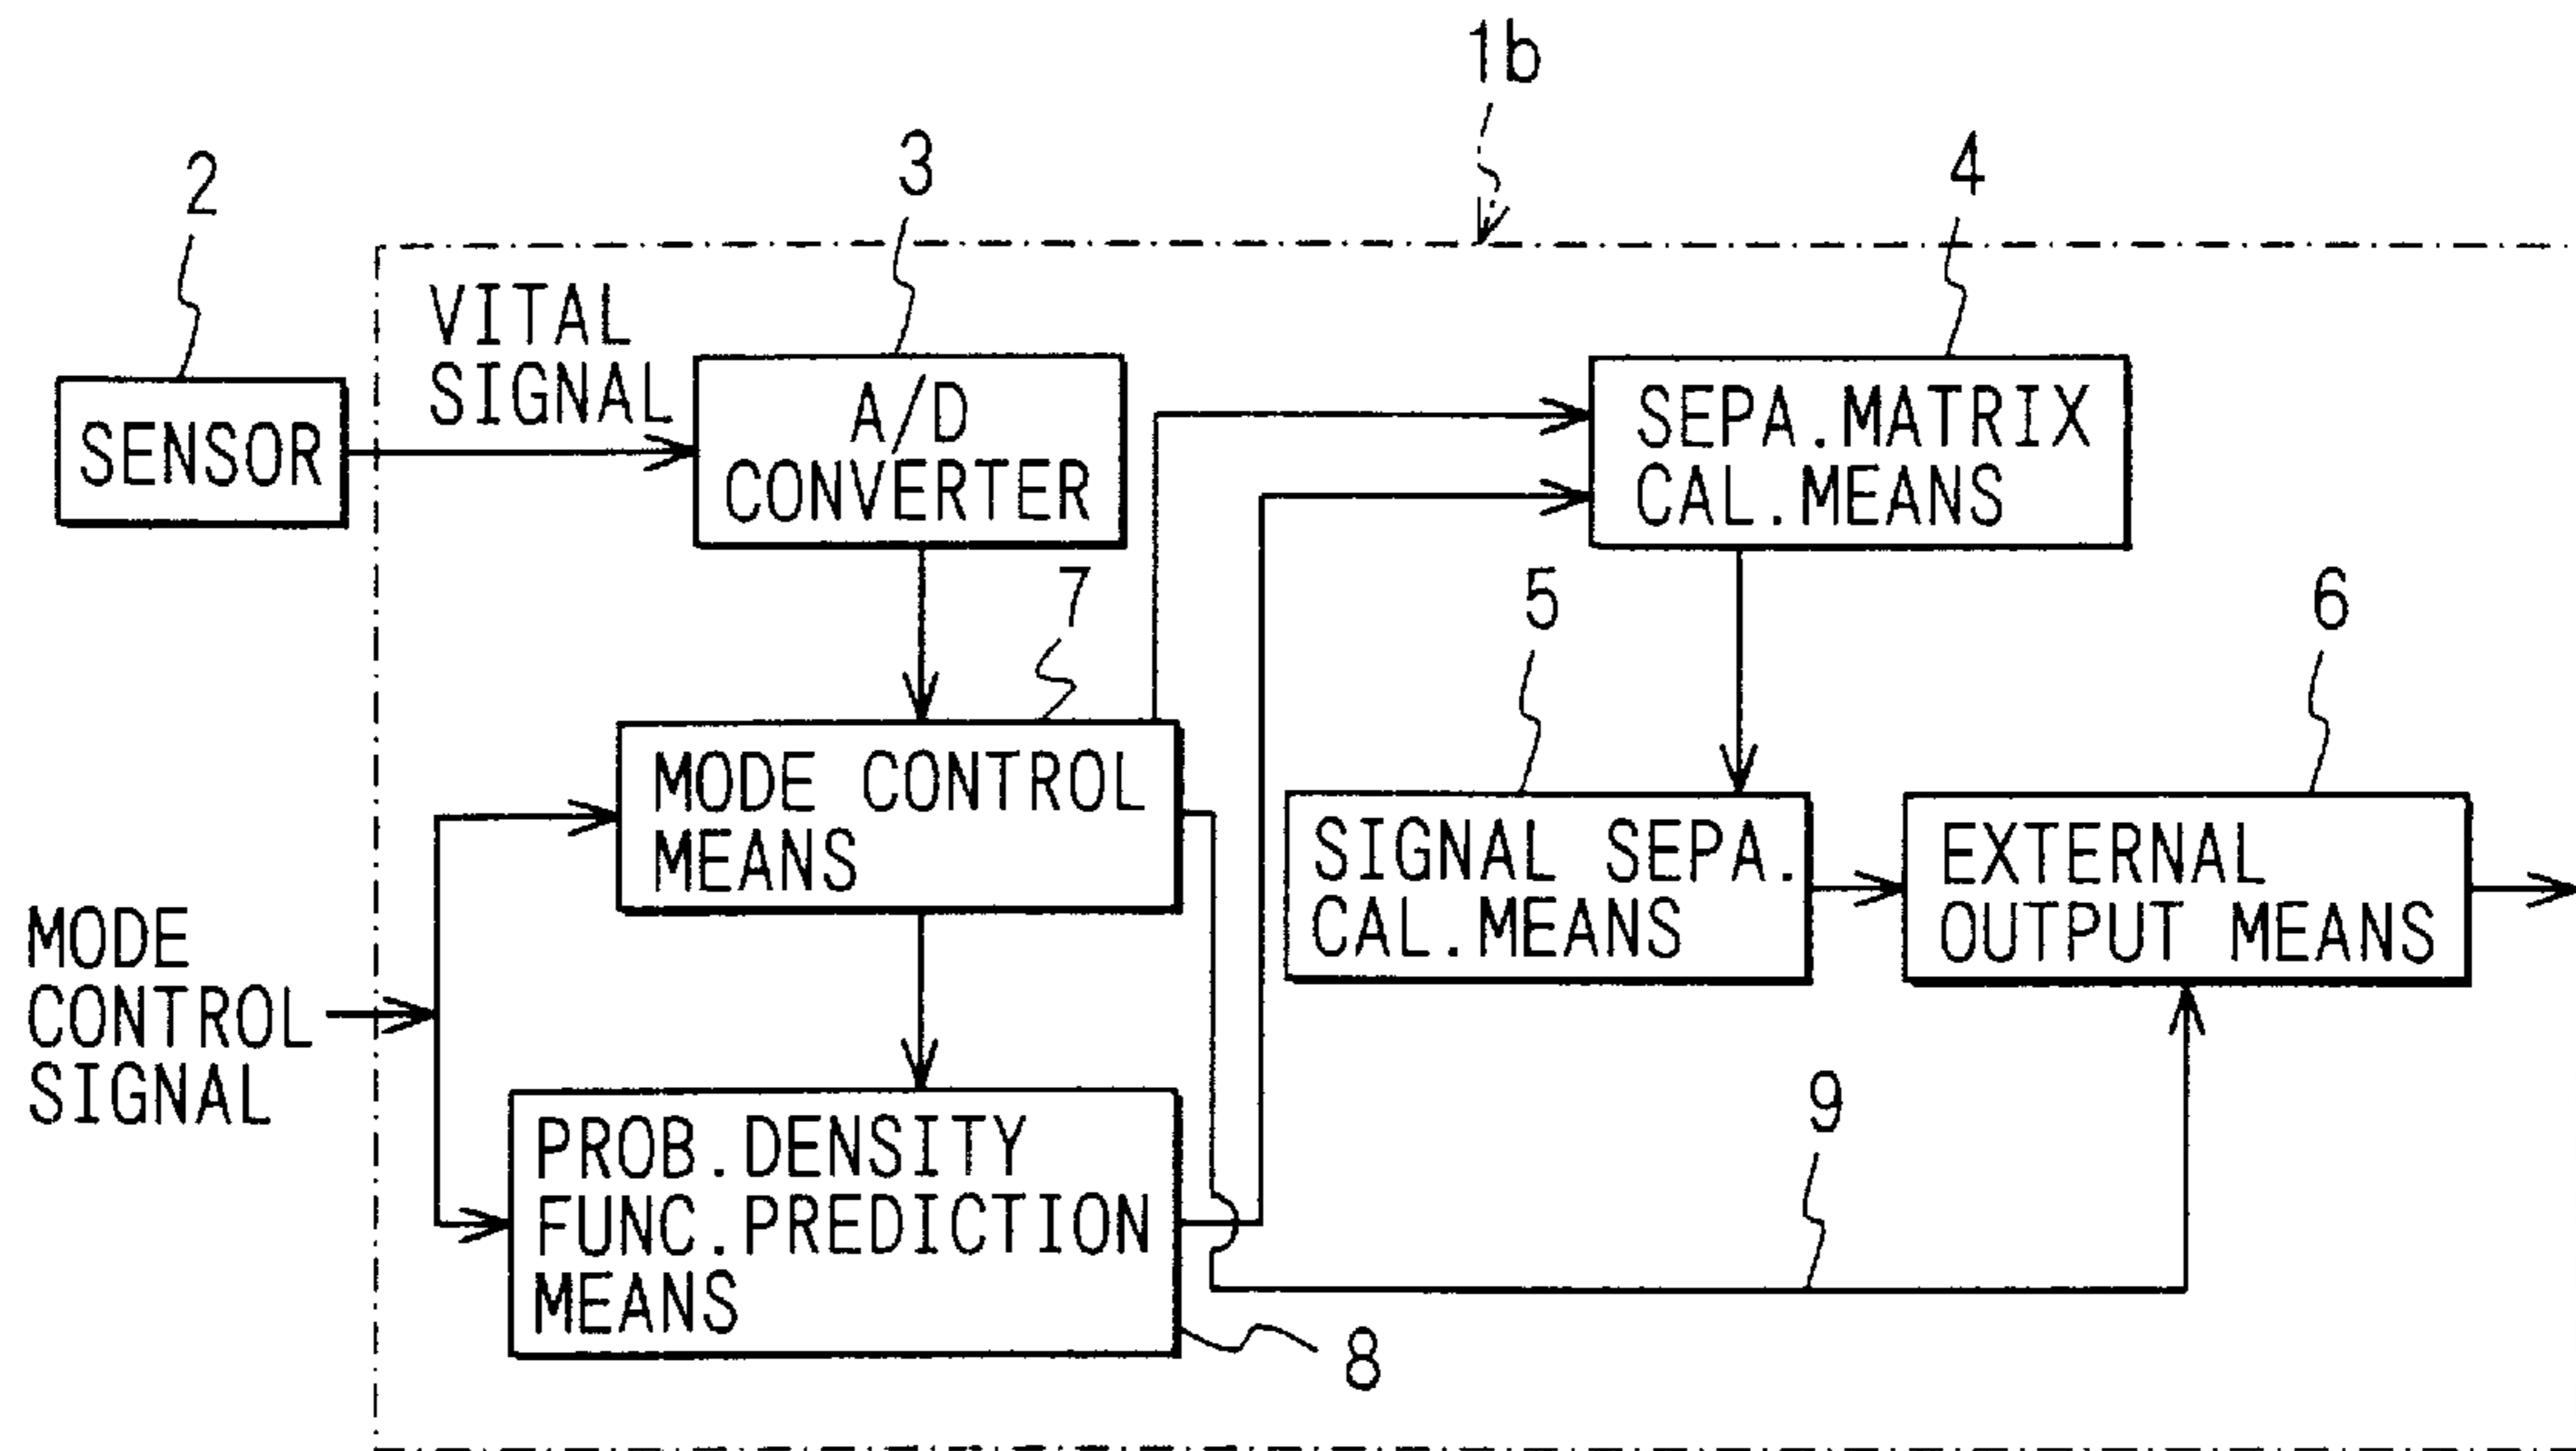 1b
2
3
4
VITAL
SIGNAL
SENSOR
A/D
CONVERTER
SEPA.MATRIX
CAL.MEANS
7
5
6
MODE CONTROL
MEANS
SIGNAL SEPA.
CAL.MEANS
EXTERNAL
OUTPUT MEANS
MODE
CONTROL
SIGNAL
PROB.DENSITY
FUNC.PREDICTION
MEANS
9
8